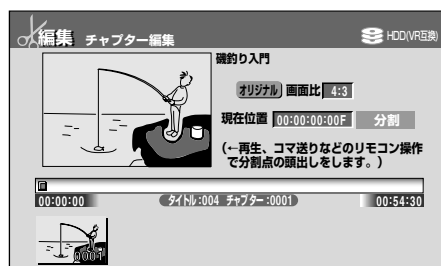 編集 チャプター編集
HDD(VR互換)
磯釣り入門
オリジナル 画面比 4:3
現在位置 00:00:00:00F 分割
(←再生、コマ送りなどのリモコン操作
で分割点の頭出しをします。)
00:00:00 タイトル:004 チャプター:0001 00:54:30
0001